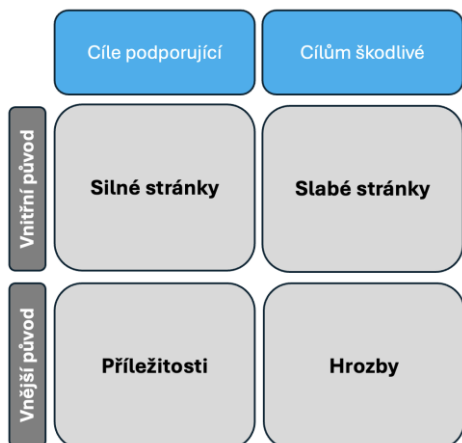 Cíle podporující
Cílům škodlivé
Vnitřní původ
Silné stránky
Slabé stránky
Vnější původ
Příležitosti
Hrozby